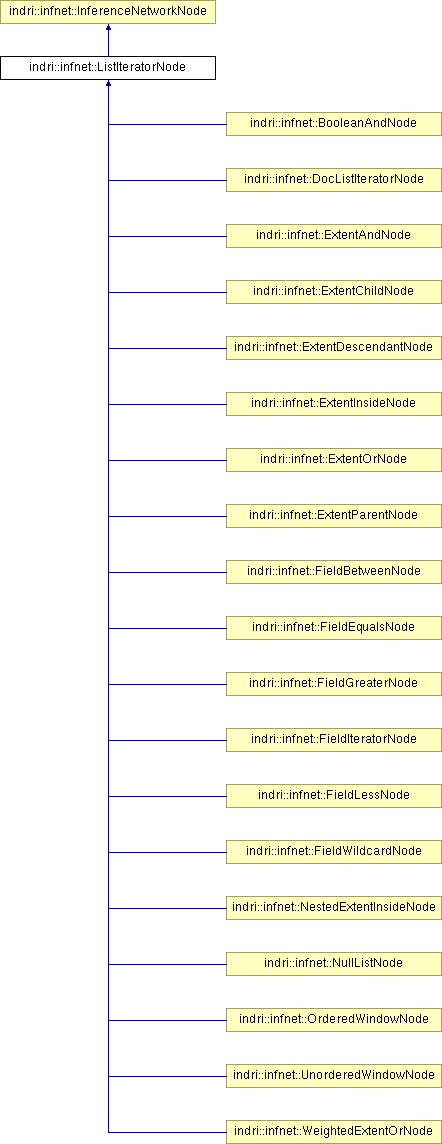 indri::infnet::InferenceNetworkNode
indri::infnet::ListIteratorNode
indri::infnet::BooleanAndNode
indri::infnet::DocListIteratorNode
indri::infnet::ExtentAndNode
indri::infnet::ExtentChildNode
indri::infnet::ExtentDescendantNode
indri::infnet::ExtentInsideNode
indri::infnet::ExtentOrNode
indri::infnet::ExtentParentNode
indri::infnet::FieldBetweenNode
indri::infnet::FieldEqualsNode
indri::infnet::FieldGreaterNode
indri::infnet::FieldIteratorNode
indri::infnet::FieldLessNode
indri::infnet::FieldWildcardNode
indri::infnet::NestedExtentInsideNode
indri::infnet::NullListNode
indri::infnet::OrderedWindowNode
indri::infnet::UnorderedWindowNode
indri::infnet::WeightedExtentOrNode